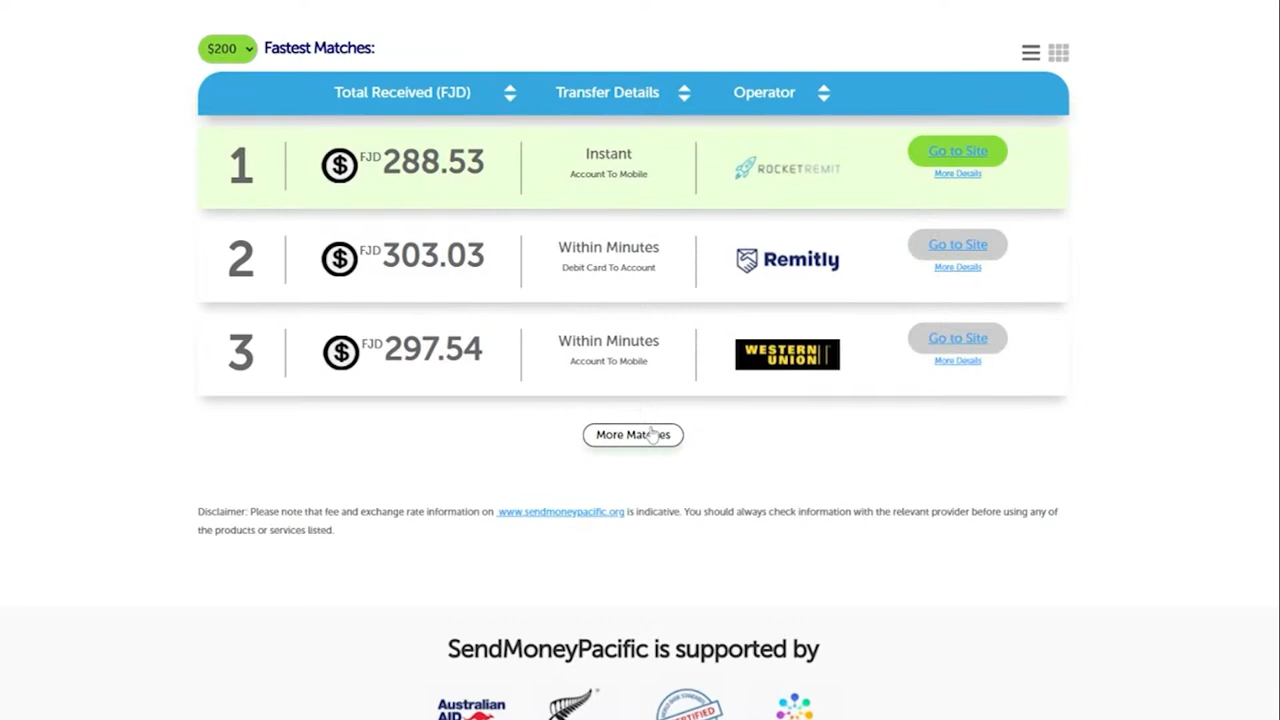 $200 Fastest Matches:
Total Received (FJD) Transfer Details Operator
1 FJD 288.53 Instant Account To Mobile ROCKETREMIT Go to Site More Details
2 FJD 303.03 Within Minutes Debit Card To Account Remitly Go to Site More Details
3 FJD 297.54 Within Minutes Account To Mobile WESTERN UNION Go to Site More Details
More Matches
Disclaimer: Please note that fee and exchange rate information on www.sendmoneypacific.org is indicative. You should always check information with the relevant provider before using any of
the products or services listed.
SendMoneyPacific is supported by
Australian
AID
CERTIFIED